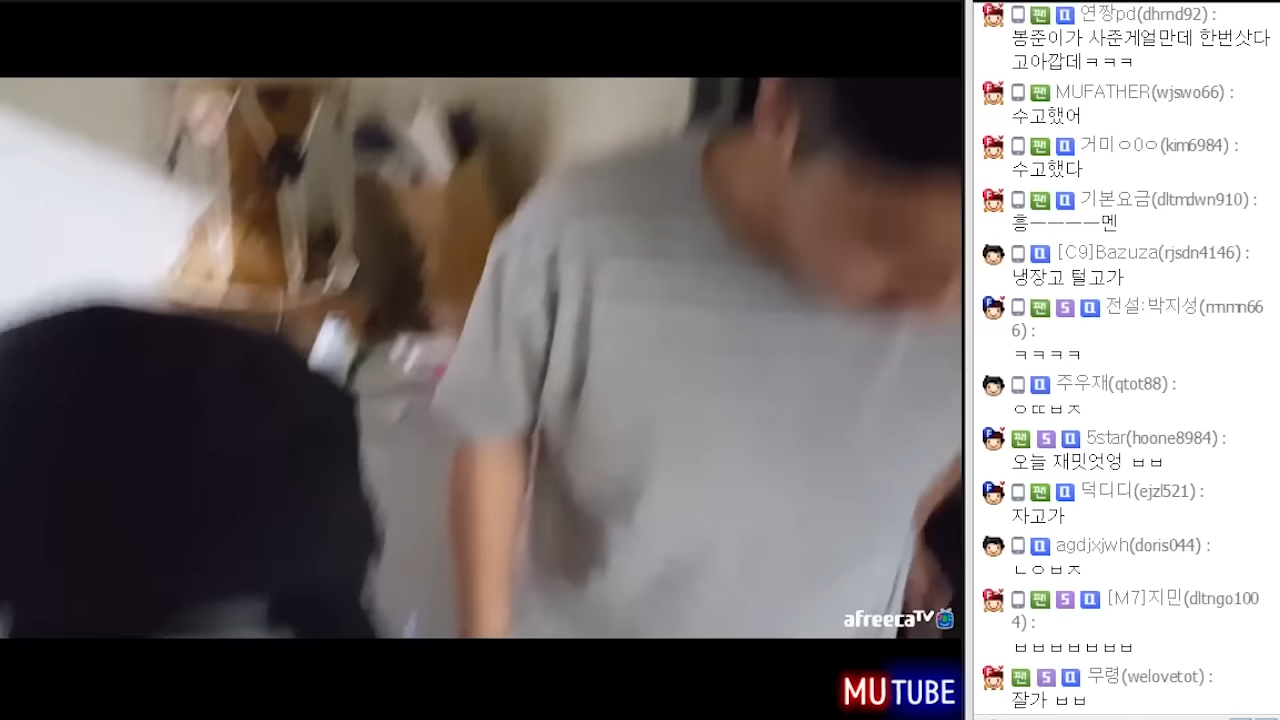 연짱pd(dhrnd92) :
봉준이가 사준게얼만데 한번삿다
고아깝데ㅋㅋㅋ
MUFATHER(wjswo66) :
수고했어
거미ㅇ0ㅇ(kim6984) :
수고했다
기본요금(dltmdwn910) :
흥ㅡㅡㅡㅡ멘
[C9]Bazuza(rjsdn4146) :
냉장고 털고가
전설:박지성(rnrnrn66
6) :
ㅋㅋㅋㅋ
주우재(qtot88) :
ㅇㄸㅂㅈ
5star(hoone8984) :
오늘 재밋엇엉 ㅂㅂ
덕디디(ejzl521) :
자고가
agdjxjwh(doris044) :
ㄴㅇㅂㅈ
[M7]지민(dltngo100
4) :
ㅂㅂㅂㅂㅂㅂㅂ
무령(welovetot) :
잘가 ㅂㅂ
afreecaTV
MUTUBE